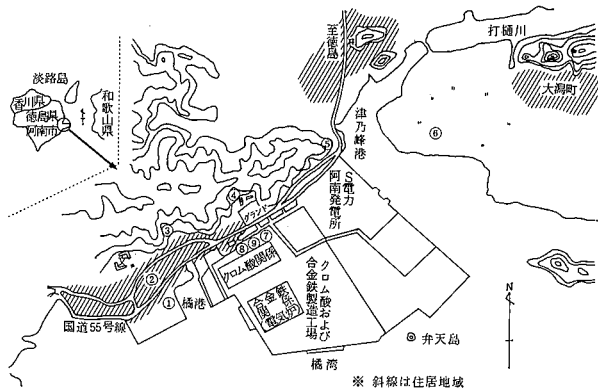 淡路島
香川県
徳島県
阿南市
和歌山県
至徳島
打樋川
大潟町
津乃峰港
⑥
⑤
S電力
阿南発電所
④
グランド
③
⑧⑨⑦
クロム酸関係
②
①
橘港
合金鉄
関係
電気炉
クロム酸および
合金鉄製造工場
国道55号線
弁天島
橘湾
N
※ 斜線は住居地域